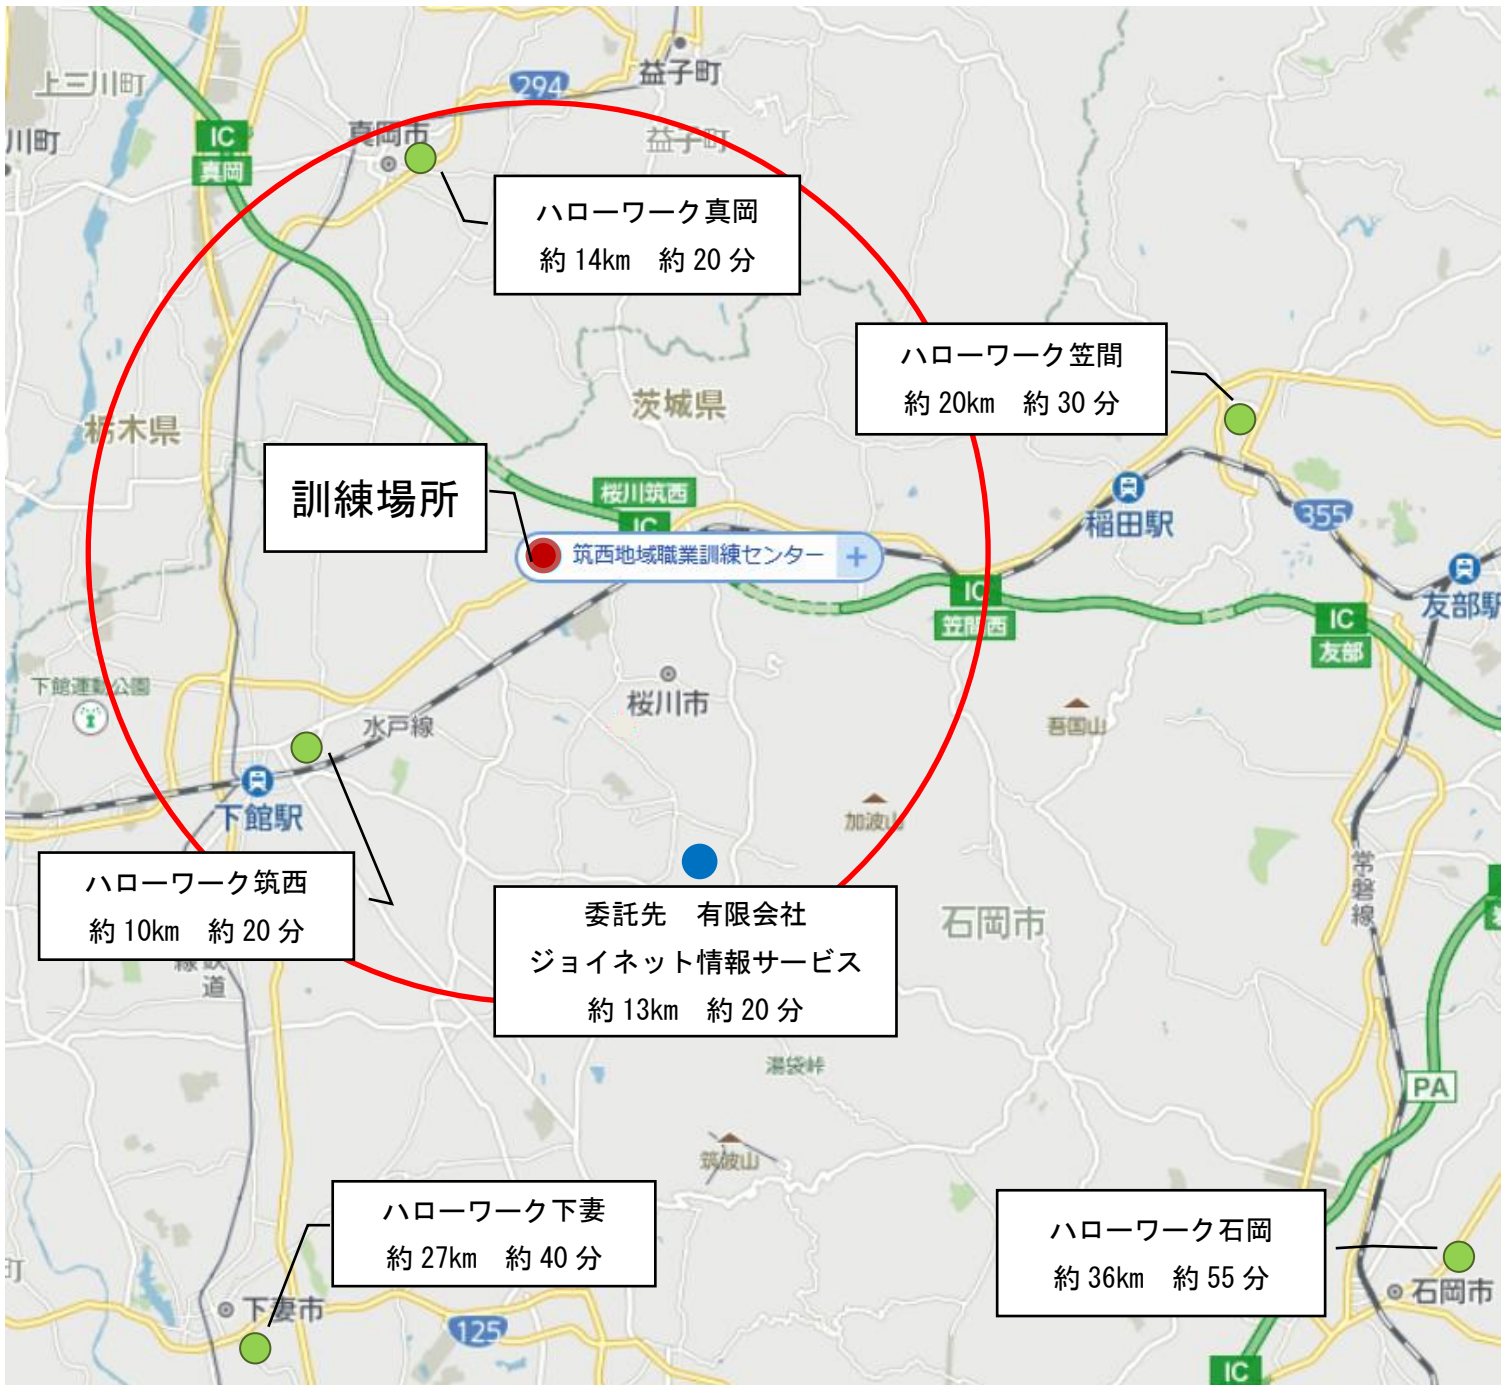 上三川町
川町
294
益子町
真岡市
益子町
IC
真岡
ハローワーク真岡
約 14km　約 20 分
ハローワーク笠間
約 20km　約 30 分
茨城県
栃木県
訓練場所
桜川筑西
IC
筑西地域職業訓練センター
稲田駅
355
友部駅
IC
笠間西
IC
友部
下館運動公園
桜川市
水戸線
吾国山
下館駅
加波山
ハローワーク筑西
約 10km　約 20 分
委託先　有限会社
ジョイネット情報サービス
約 13km　約 20 分
石岡市
常磐線
鉄道
線
湯袋峠
PA
筑波山
ハローワーク下妻
約 27km　約 40 分
ハローワーク石岡
約 36km　約 55 分
町
下妻市
125
石岡市
IC